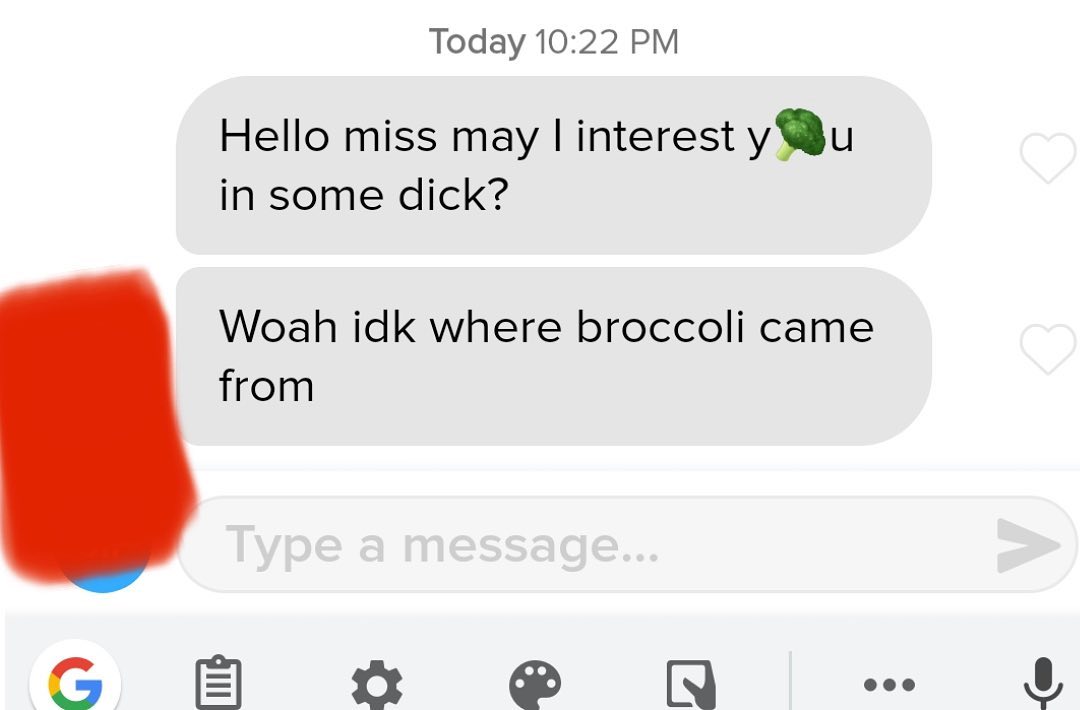 Today 10:22 PM
Hello miss may I interest y🥦u
in some dick?
Woah idk where broccoli came
from
Type a message...
G